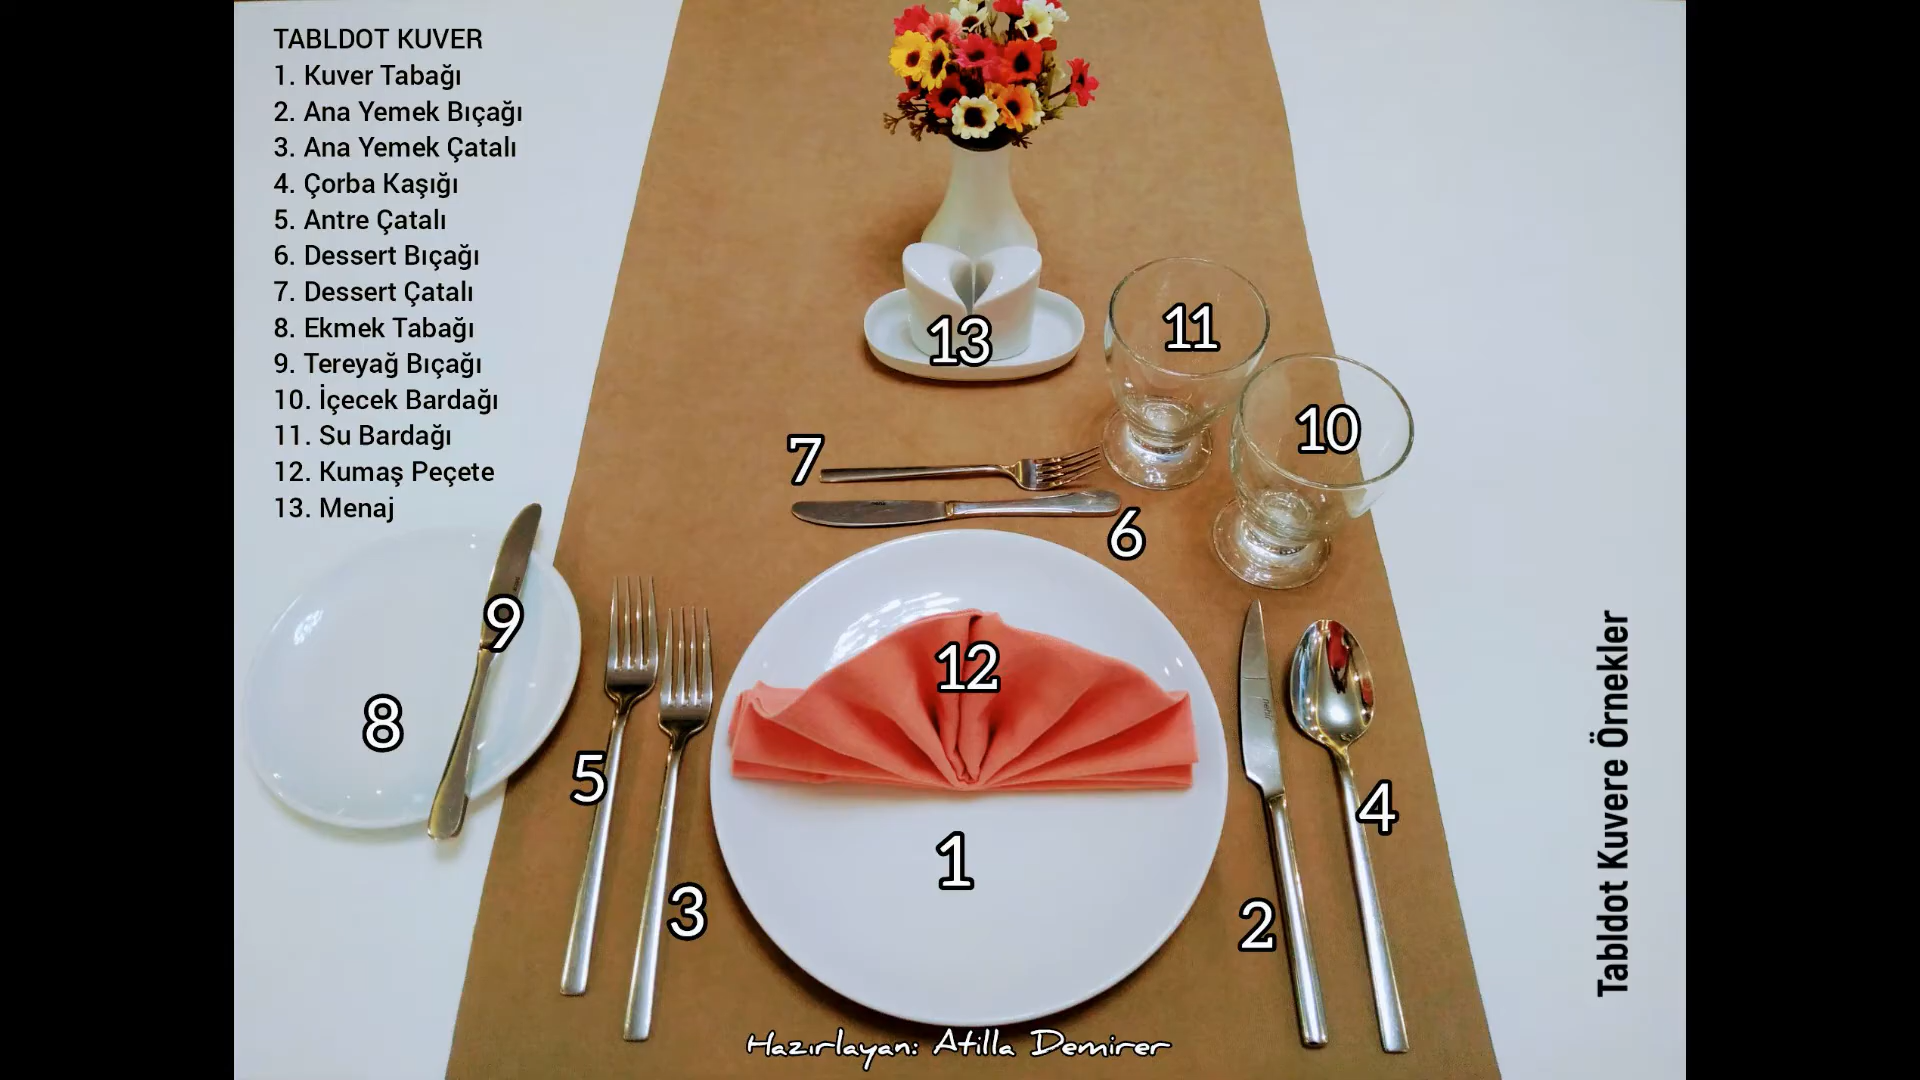 TABLDOT KUVER
1. Kuver Tabağı
2. Ana Yemek Bıçağı
3. Ana Yemek Çatalı
4. Çorba Kaşığı
5. Antre Çatalı
6. Dessert Bıçağı
7. Dessert Çatalı
8. Ekmek Tabağı
9. Tereyağ Bıçağı
10. İçecek Bardağı
11. Su Bardağı
12. Kumaş Peçete
13. Menaj
11
13
10
7
6
9
12
8
5
4
1
3
2
Tabldot Kuvere Örnekler
Hazırlayan: Atilla Demirer